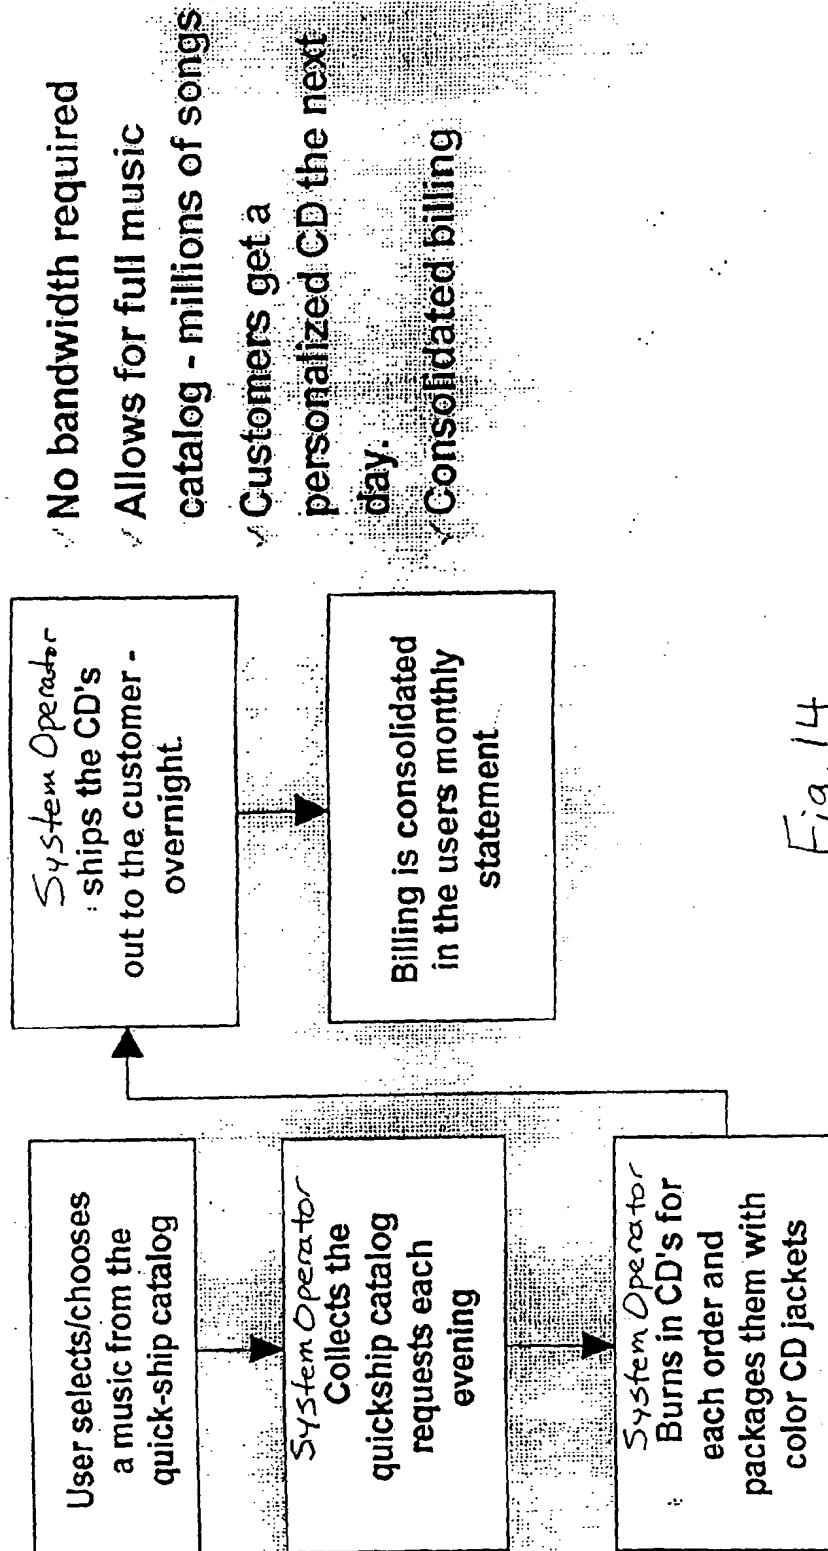 User selects/chooses
a music from the
quick-ship catalog
System Operator
Collects the
quickship catalog
requests each
evening
System Operator
Burns in CD's for
each order and
packages them with
color CD jackets
System Operator
ships the CD's
out to the customer -
overnight.
Billing is consolidated
in the users monthly
statement
✓ No bandwidth required
✓ Allows for full music
catalog - millions of songs
✓ Customers get a
personalized CD the next
day.
✓ Consolidated billing
Fig. 14